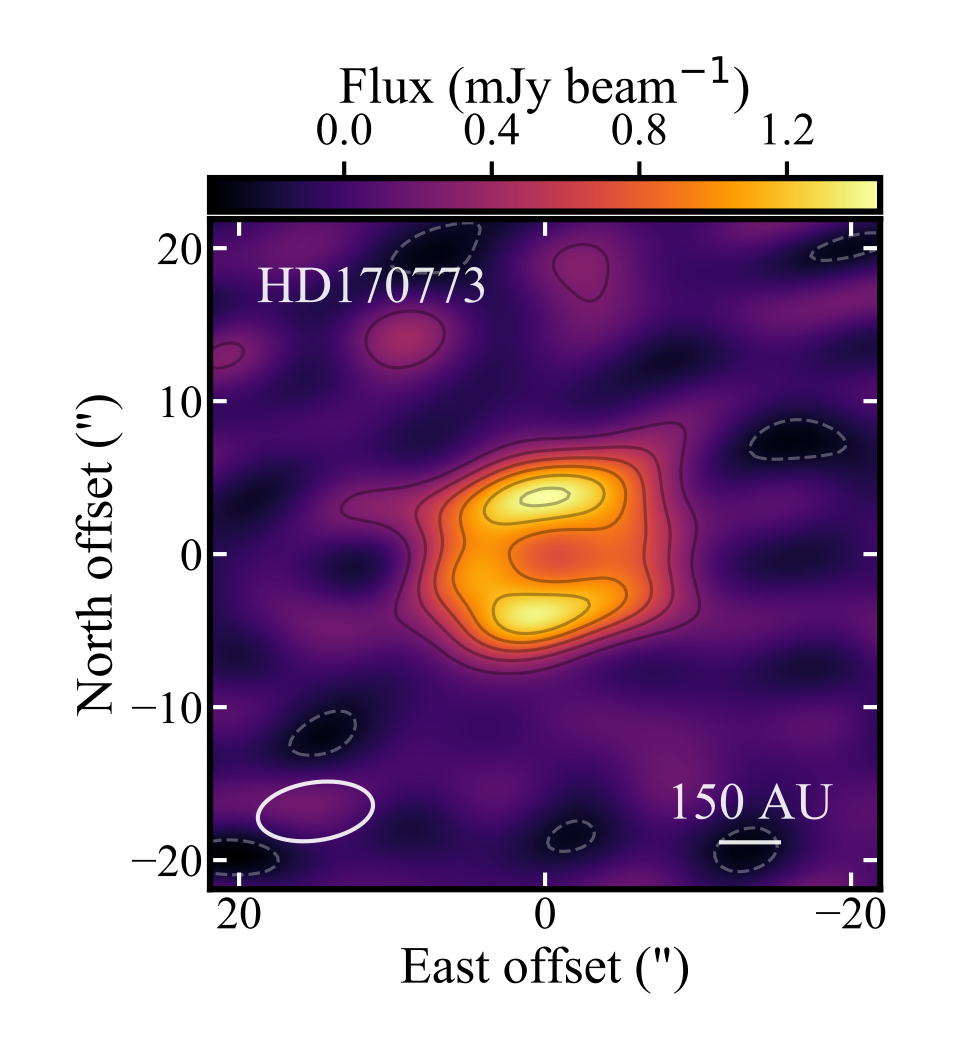 Flux (mJy beam⁻¹)
0.0 0.4 0.8 1.2
HD170773
20
10
0
−10
−20
North offset (")
150 AU
20 0 −20
East offset (")